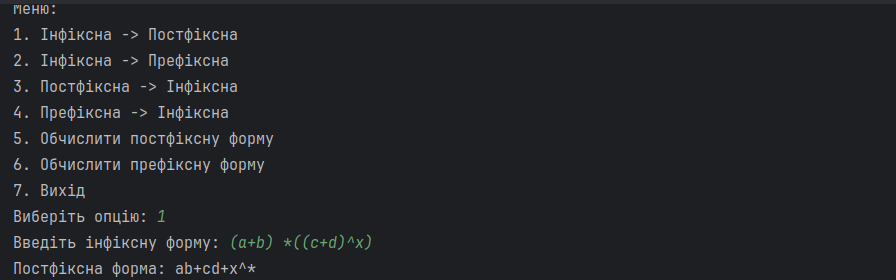 Меню:
1. Інфіксна -> Постфіксна
2. Інфіксна -> Префіксна
3. Постфіксна -> Інфіксна
4. Префіксна -> Інфіксна
5. Обчислити постфіксну форму
6. Обчислити префіксну форму
7. Вихід
Виберіть опцію: 1
Введіть інфіксну форму: (a+b) *((c+d)^x)
Постфіксна форма: ab+cd+x^*